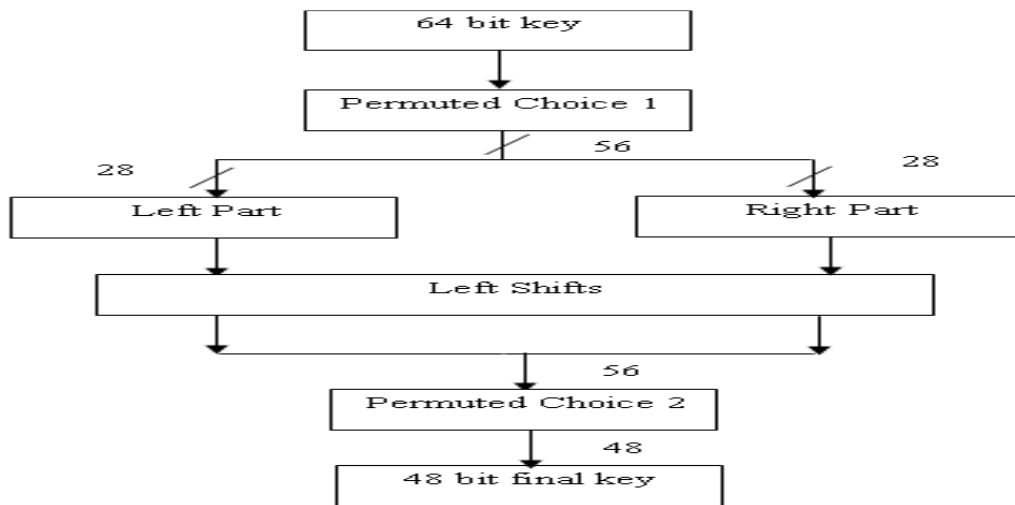 64 bit key
Permuted Choice 1
56
28
28
Left Part
Right Part
Left Shifts
56
Permuted Choice 2
48
48 bit final key